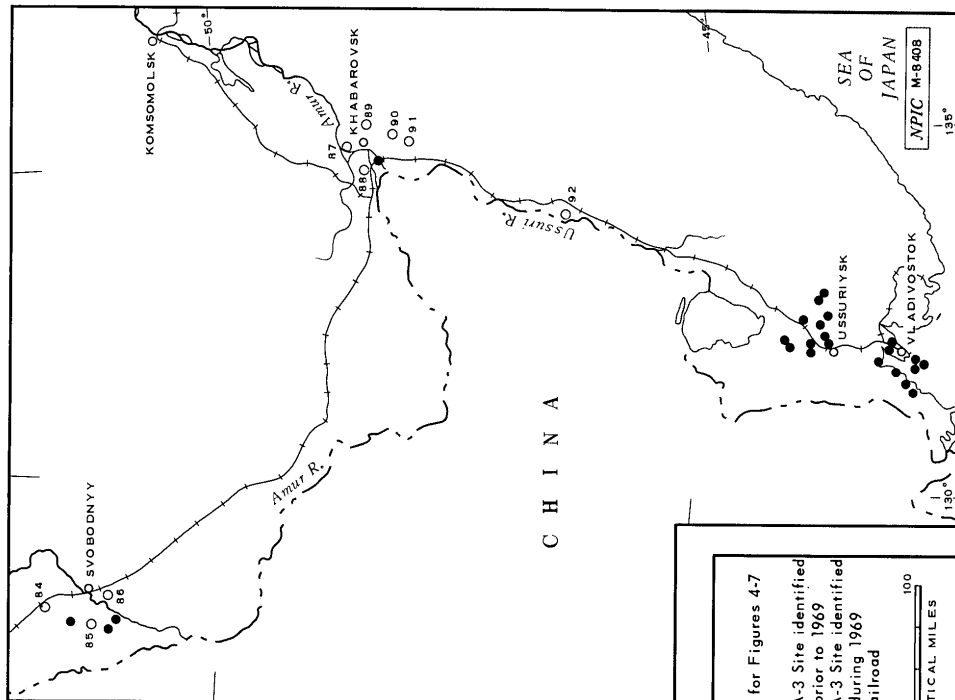 KOMSOMOLSK
50°
Amur R.
87
KHABAROVSK
88
89
90
91
45°
SEA
OF
JAPAN
NPIC M-8408
135°
92
Ussuri R.
USSURIYSK
VLADIVOSTOK
CHINA
Amur R.
130°
84
SVOBODNYY
85
86
for Figures 4-7
A-3 Site identified
prior to 1969
A-3 Site identified
during 1969
ailroad
100
TICAL MILES